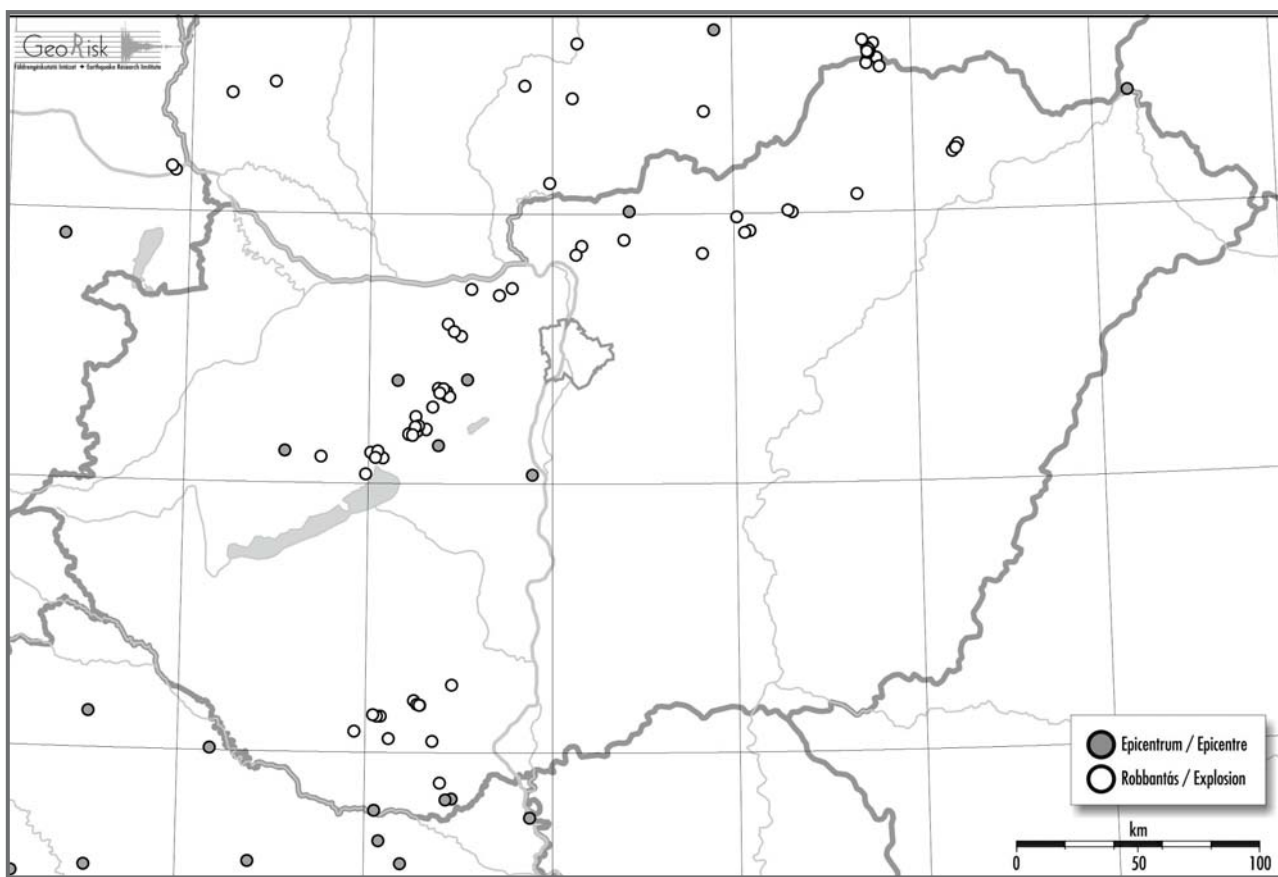 GeoRisk
Földrengéskutató Intézet ✦ Earthquake Research Institute
Epicentrum / Epicentre
Robbantás / Explosion
km
0 50 100